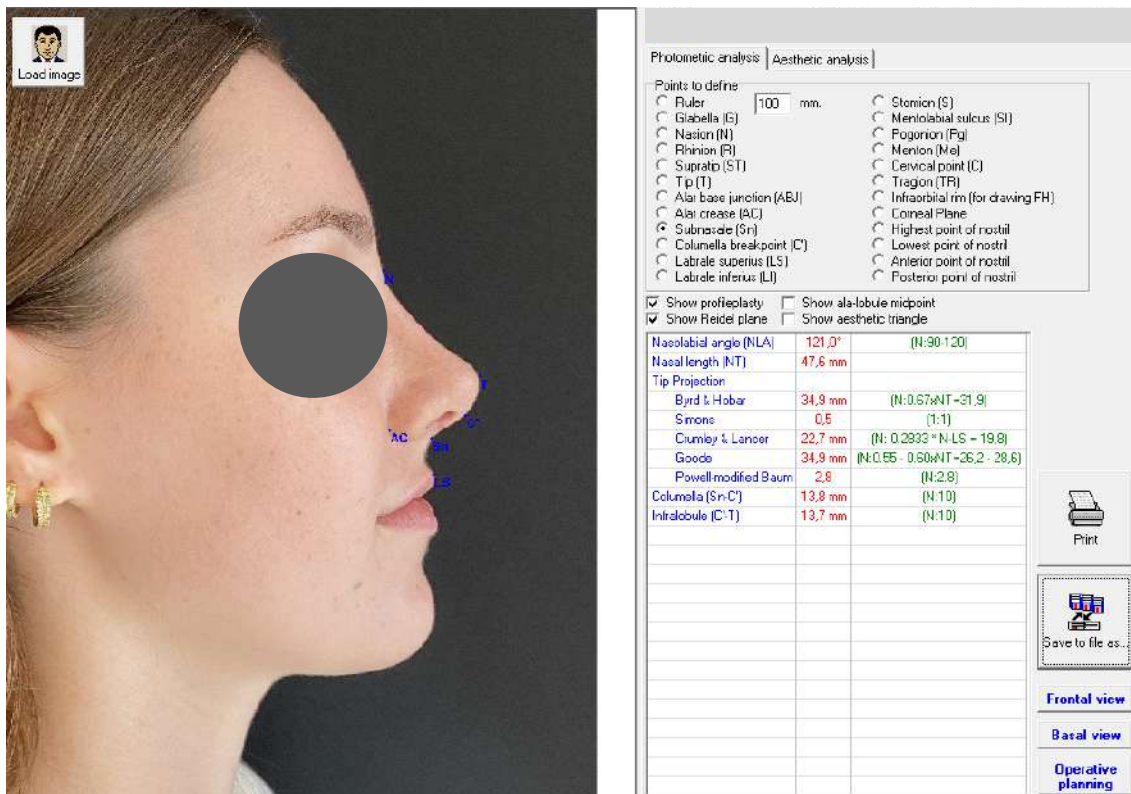 Load image
Photometric analysis Aesthetic analysis
Points to define
Ruler 100 mm.
Glabella (G)
Nasion (N)
Rhinion (R)
Supratip (ST)
Tip (T)
Alar base junction (ABJ)
Alar crease (AC)
Subnasale (Sn)
Columella breakpoint (C')
Labrale superius (LS)
Labrale inferius (LI)
Stomion (S)
Mentolabial sulcus (SI)
Pogonion (Pg)
Menton (Me)
Cervical point (C)
Tragion (TR)
Infraorbital rim (for drawing FH)
Corneal Plane
Highest point of nostril
Lowest point of nostril
Anterior point of nostril
Posterior point of nostril
Show profileplasty Show ala-lobule midpoint
Show Reidel plane Show aesthetic triangle
Nasolabial angle (NLA) 121,0° (N:90-120)
Nasal length (NT) 47,6 mm
Tip Projection
Byrd & Hobar 34,9 mm (N:0.67xNT=31,9)
Simons 0,5 (1:1)
Crumley & Lancer 22,7 mm (N: 0.2833 * N-LS = 19,8)
Goode 34,9 mm (N:0.55 - 0.60xNT=26,2 - 28,6)
Powell-modified Baum 2,8 (N:2.8)
Columella (Sn-C') 13,8 mm (N:10)
Infralobule (C'-T) 13,7 mm (N:10)
N
T
C'
AC
Sn
LS
Print
Save to file as...
Frontal view
Basal view
Operative
planning